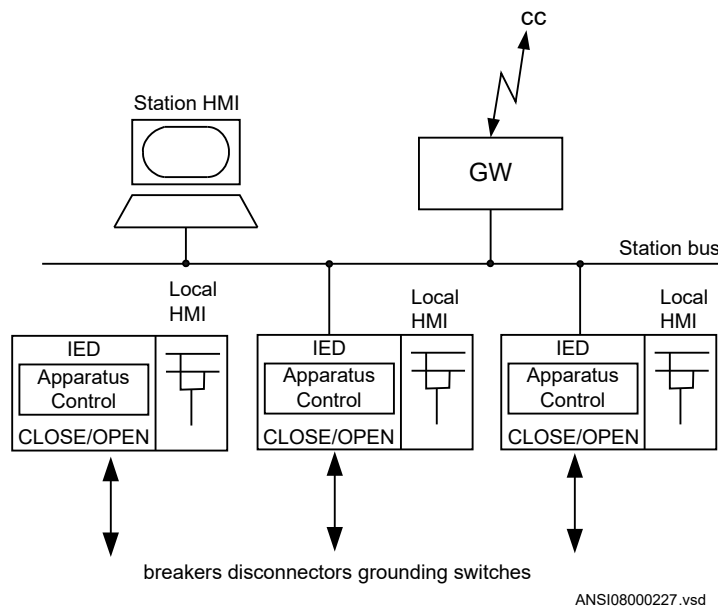 cc
Station HMI
GW
Station bus
Local
HMI
Local
HMI
Local
HMI
IED
Apparatus
Control
CLOSE/OPEN
IED
Apparatus
Control
CLOSE/OPEN
IED
Apparatus
Control
CLOSE/OPEN
breakers disconnectors grounding switches
ANSI08000227.vsd